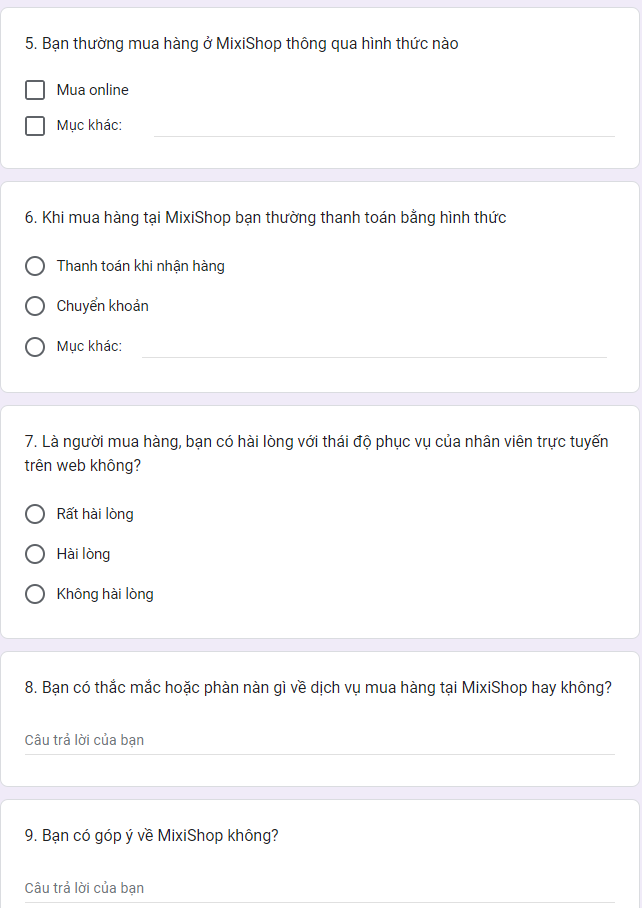 5. Bạn thường mua hàng ở MixiShop thông qua hình thức nào
Mua online
Mục khác:
6. Khi mua hàng tại MixiShop bạn thường thanh toán bằng hình thức
Thanh toán khi nhận hàng
Chuyển khoản
Mục khác:
7. Là người mua hàng, bạn có hài lòng với thái độ phục vụ của nhân viên trực tuyến
trên web không?
Rất hài lòng
Hài lòng
Không hài lòng
8. Bạn có thắc mắc hoặc phàn nàn gì về dịch vụ mua hàng tại MixiShop hay không?
Câu trả lời của bạn
9. Bạn có góp ý về MixiShop không?
Câu trả lời của bạn